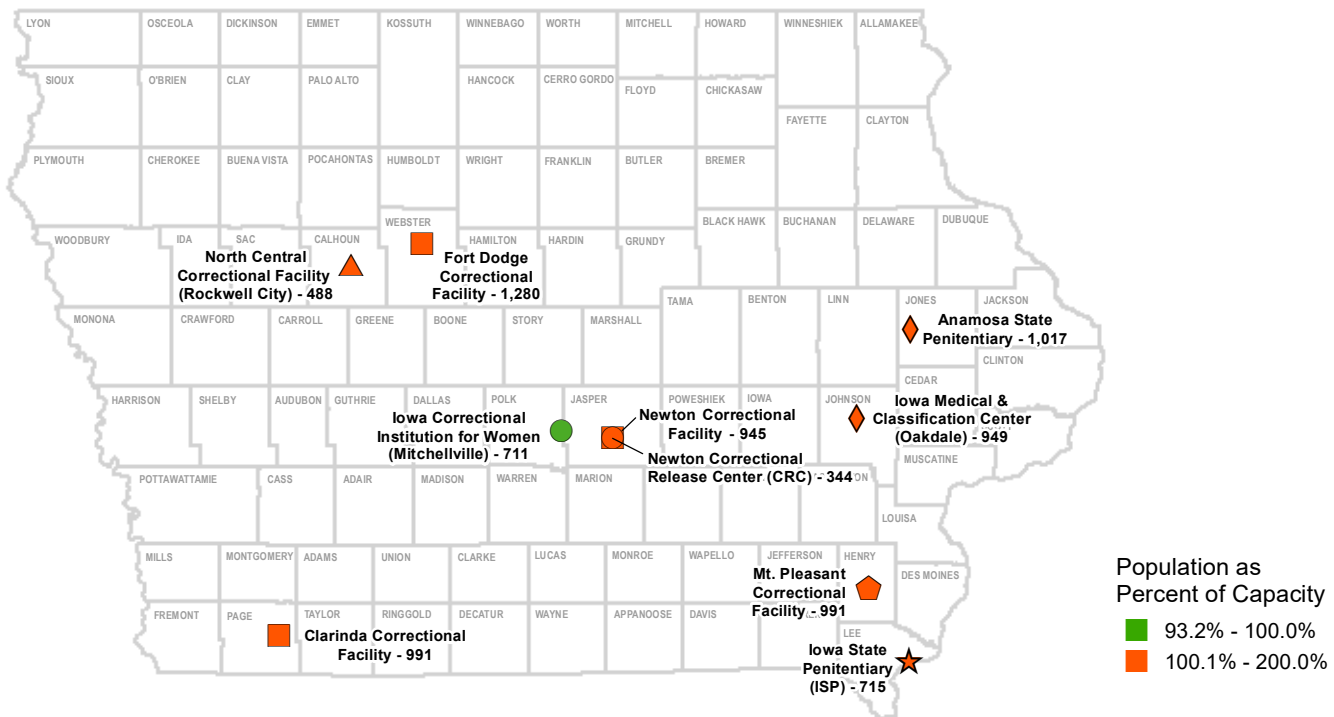 LYON
OSCEOLA
DICKINSON
EMMET
KOSSUTH
WINNEBAGO
WORTH
MITCHELL
HOWARD
WINNESHIEK
ALLAMAKEE
SIOUX
O'BRIEN
CLAY
PALO ALTO
HANCOCK
CERRO GORDO
FLOYD
CHICKASAW
FAYETTE
CLAYTON
PLYMOUTH
CHEROKEE
BUENA VISTA
POCAHONTAS
HUMBOLDT
WRIGHT
FRANKLIN
BUTLER
BREMER
WEBSTER
BLACK HAWK
BUCHANAN
DELAWARE
DUBUQUE
WOODBURY
IDA
SAC
CALHOUN
HAMILTON
HARDIN
GRUNDY
North Central
Correctional Facility
(Rockwell City) - 488
Fort Dodge
Correctional
Facility - 1,280
TAMA
BENTON
LINN
JONES
JACKSON
MONONA
CRAWFORD
CARROLL
GREENE
BOONE
STORY
MARSHALL
Anamosa State
Penitentiary - 1,017
CLINTON
CEDAR
HARRISON
SHELBY
AUDUBON
GUTHRIE
DALLAS
POLK
JASPER
POWESHIEK
IOWA
JOHNSON
Iowa Correctional
Institution for Women
(Mitchellville) - 711
Newton Correctional
Facility - 945
Newton Correctional
Release Center (CRC) - 344
Iowa Medical &
Classification Center
(Oakdale) - 949
MUSCATINE
POTTAWATTAMIE
CASS
ADAIR
MADISON
WARREN
MARION
LOUISA
MILLS
MONTGOMERY
ADAMS
UNION
CLARKE
LUCAS
MONROE
WAPELLO
JEFFERSON
HENRY
DES MOINES
Mt. Pleasant
Correctional
Facility - 991
FREMONT
PAGE
TAYLOR
RINGGOLD
DECATUR
WAYNE
APPANOOSE
DAVIS
LEE
Clarinda Correctional
Facility - 991
Iowa State
Penitentiary
(ISP) - 715
Population as
Percent of Capacity
93.2% - 100.0%
100.1% - 200.0%